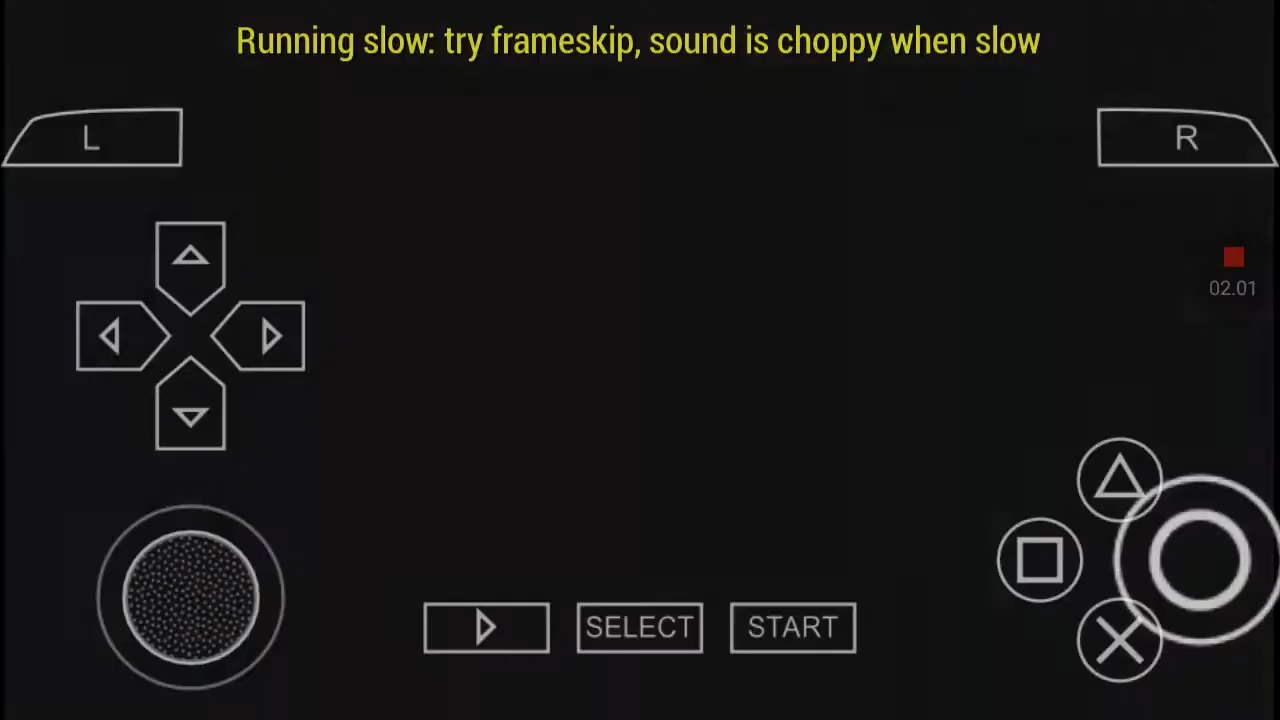 Running slow: try frameskip, sound is choppy when slow
L
R
02.01
SELECT
START